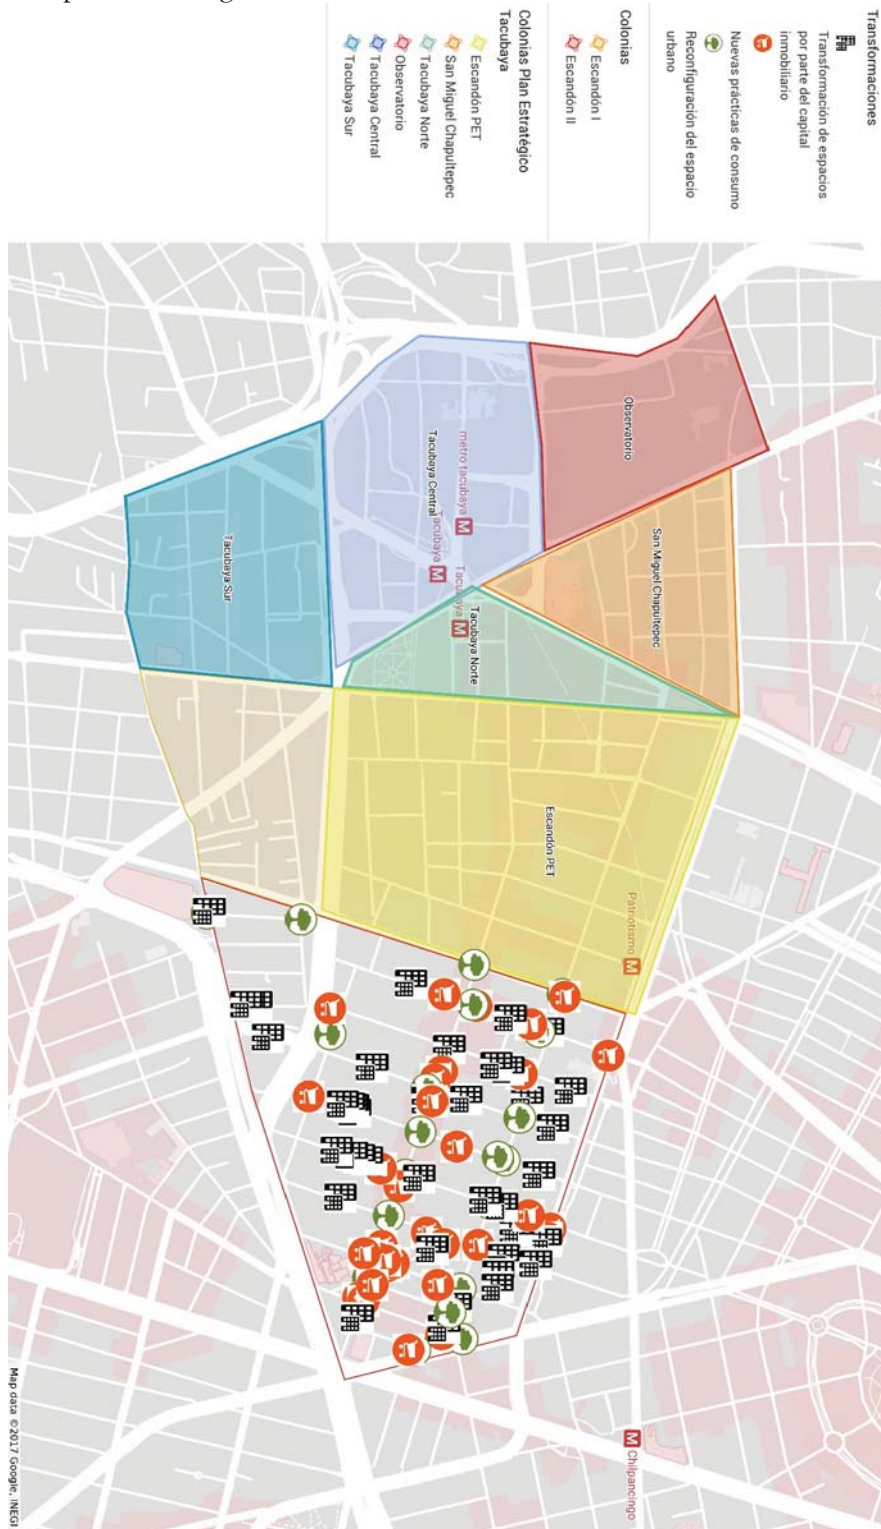 Transformaciones
Transformación de espacios
por parte del capital
inmobiliario
Nuevas prácticas de consumo
Reconfiguración del espacio
urbano
Colonias
Escandón I
Escandón II
Colonias Plan Estratégico
Tacubaya
Escandón PET
San Miguel Chapultepec
Tacubaya Norte
Observatorio
Tacubaya Central
Tacubaya Sur
Observatorio
San Miguel Chapultepec
metro tacubaya M
Tacubaya Central
Tacubaya M
Tacubaya M
Tacubaya Norte
Tacubaya Sur
Escandón PET
Patriotismo M
M Chilpancingo
Map data ©2017 Google, INEGI